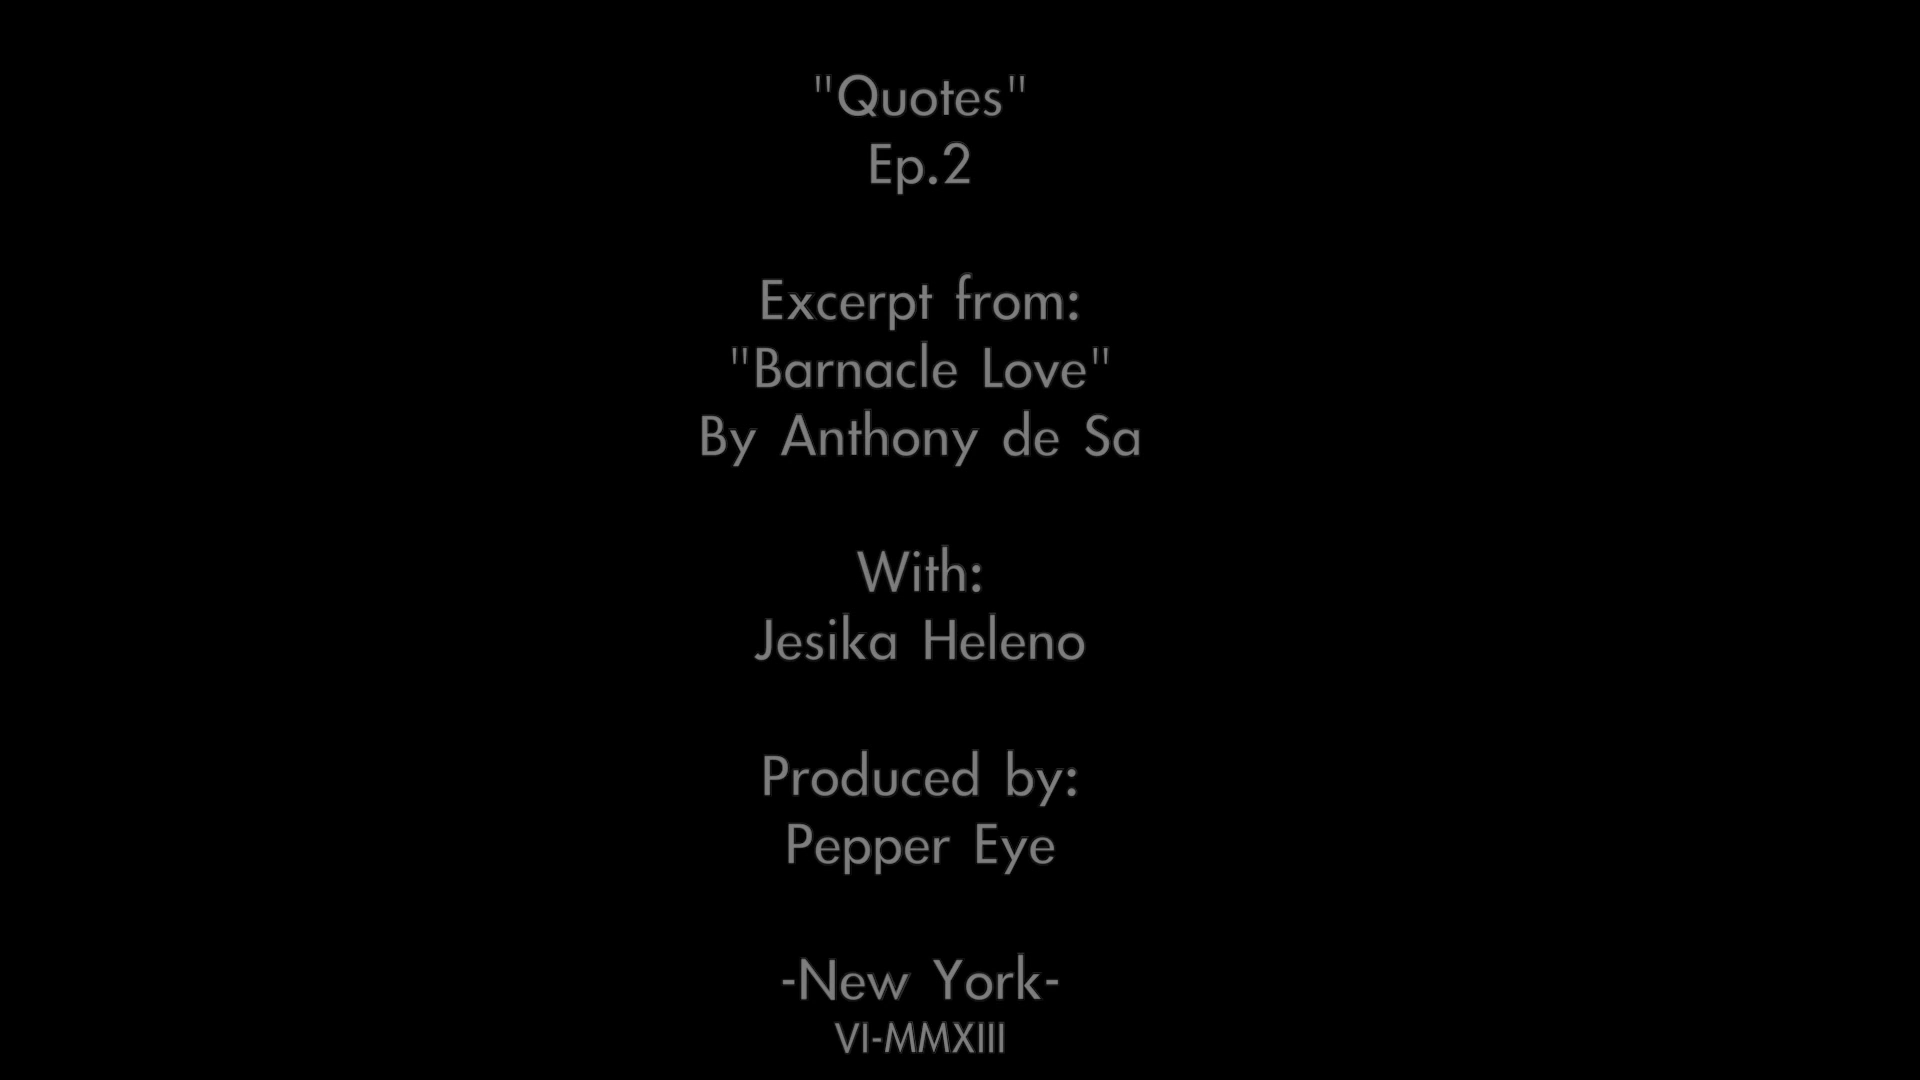 "Quotes"
Ep.2
Excerpt from:
"Barnacle Love"
By Anthony de Sa
With:
Jesika Heleno
Produced by:
Pepper Eye
-New York-
VI-MMXIII